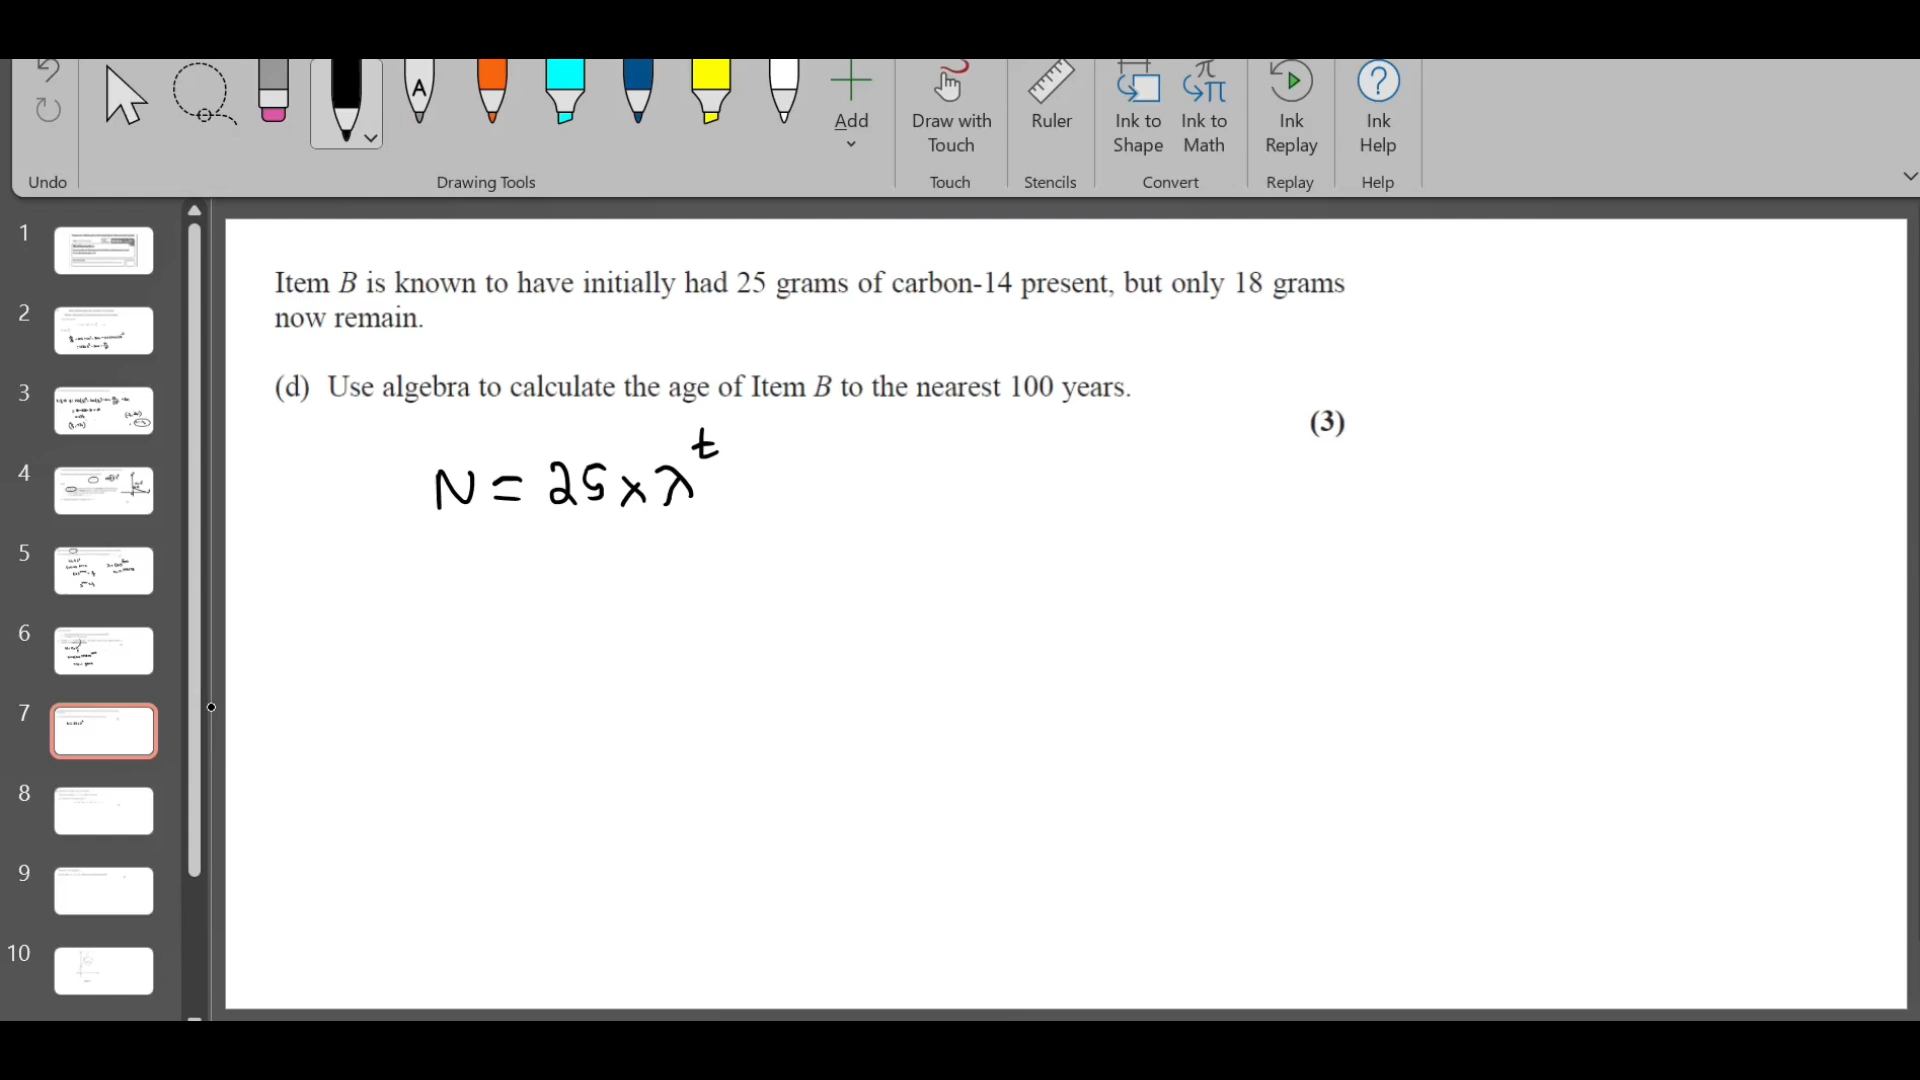 Add
Draw with
Touch
Ruler
Ink to
Shape
Ink to
Math
Ink
Replay
Ink
Help
Undo
Drawing Tools
Touch
Stencils
Convert
Replay
Help
1
2
3
4
5
6
7
8
9
10
Item B is known to have initially had 25 grams of carbon-14 present, but only 18 grams
now remain.
(d) Use algebra to calculate the age of Item B to the nearest 100 years.
(3)
N = 25 × λ^t